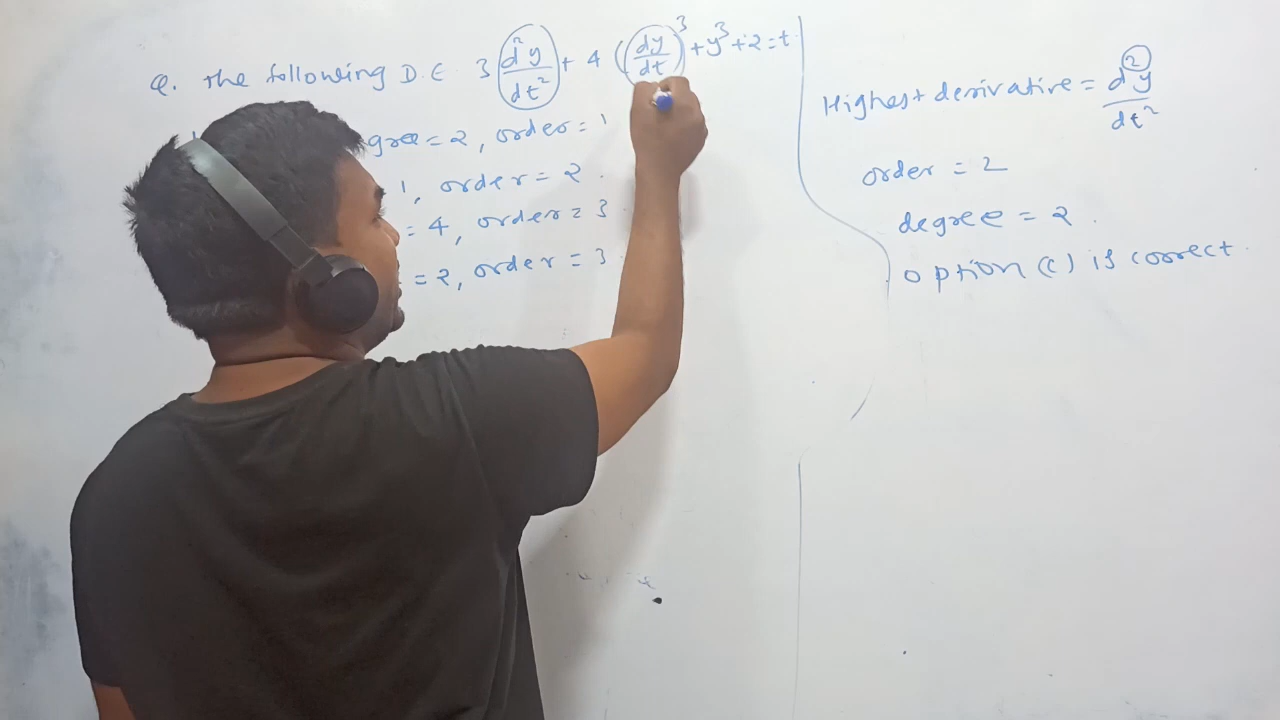 Q. The following D.E 3 d²y/dt² + 4 (dy/dt)³ + y³ + 2 = t
gree = 2, order = 1
1, order = 2
= 4, order = 3
= 2, order = 3
Highest derivative = d²y/dt²
order = 2
degree = 2.
option (c) is correct.